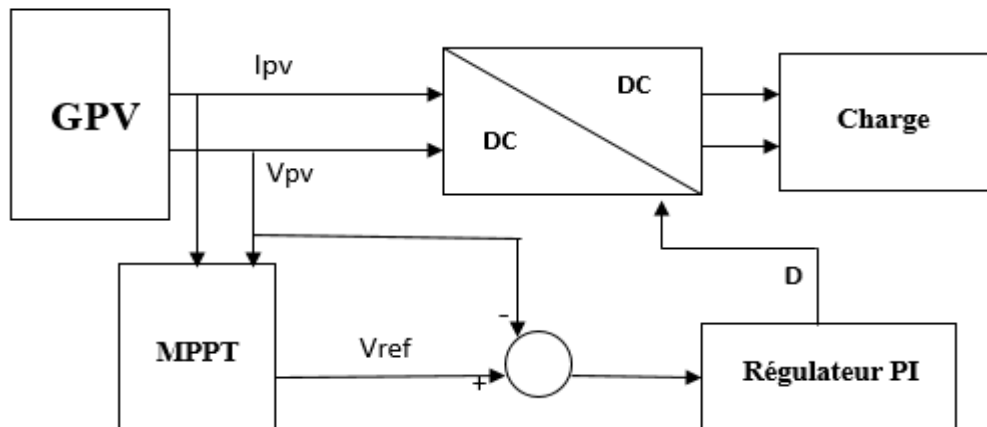 Ipv
GPV
DC
Charge
DC
Vpv
D
-
MPPT
Vref
+
Régulateur PI